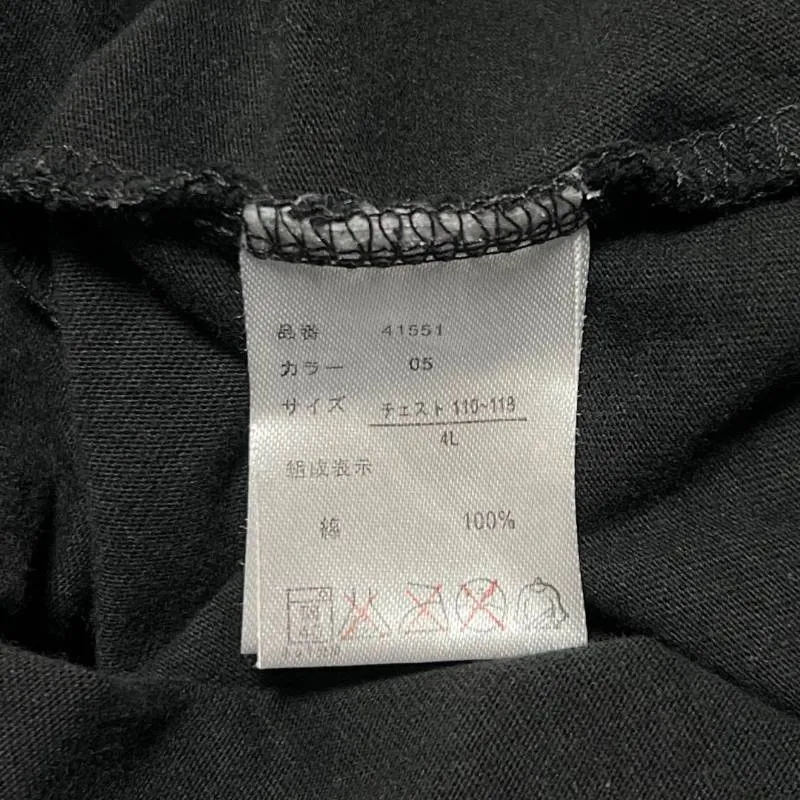 品番 41551
カラー 05
サイズ チェスト 110~118
4L
組成表示
綿 100%